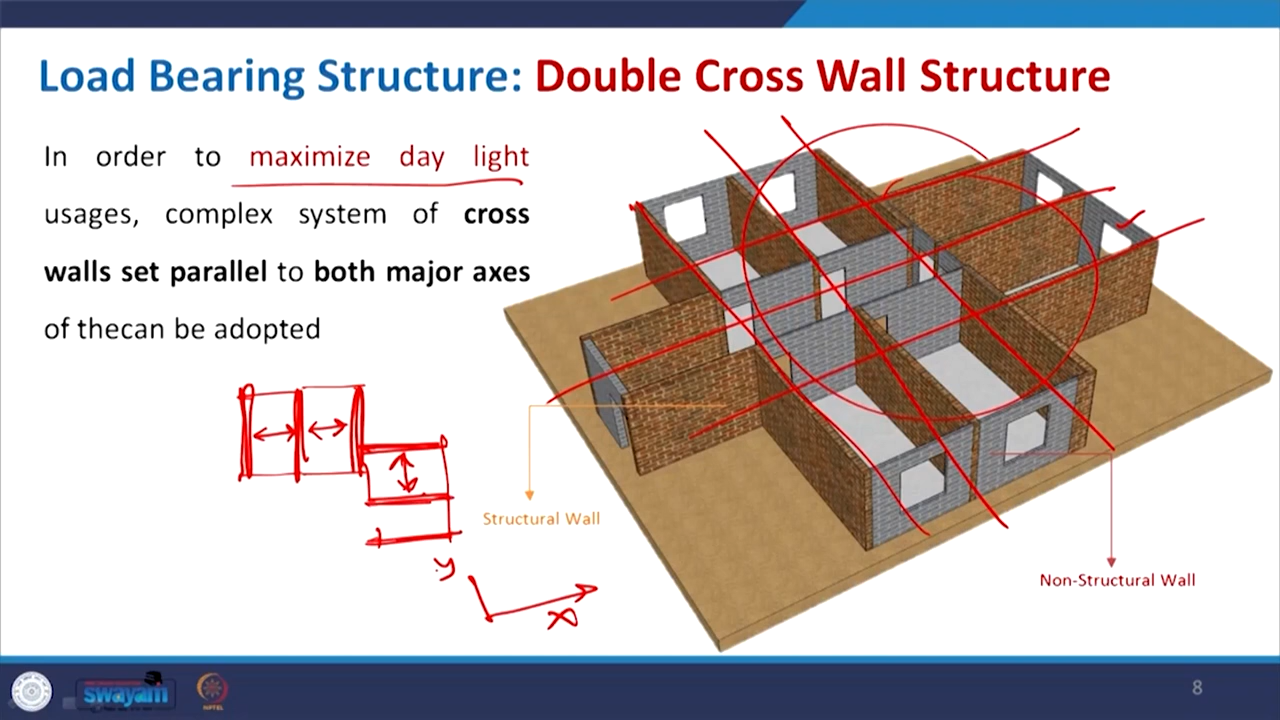 Load Bearing Structure: Double Cross Wall Structure
In order to maximize day light
usages, complex system of cross
walls set parallel to both major axes
of thecan be adopted
Structural Wall
Non-Structural Wall
y
x
swayam
NPTEL
8